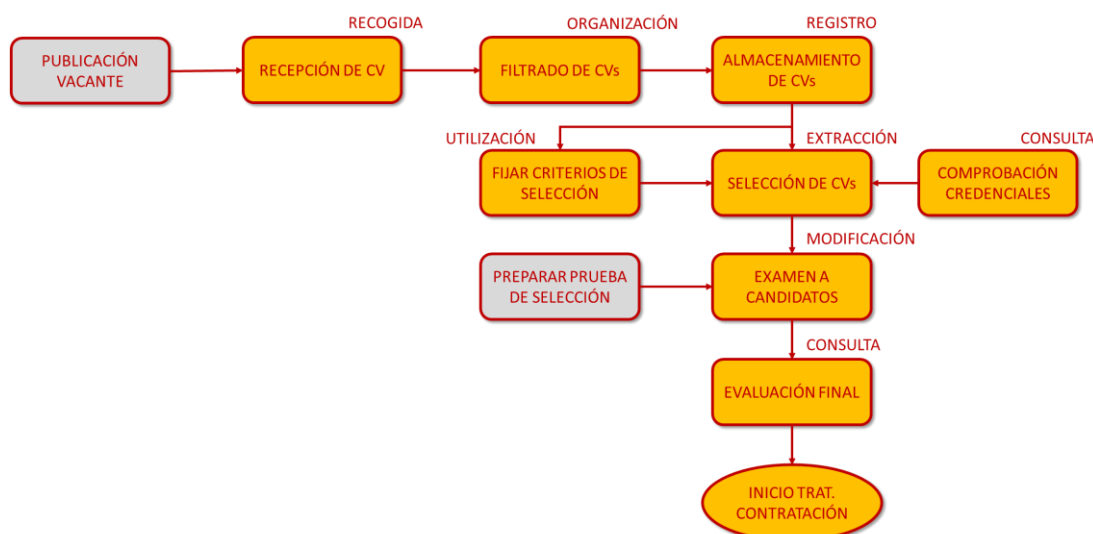 RECOGIDA
ORGANIZACIÓN
REGISTRO
PUBLICACIÓN
VACANTE
RECEPCIÓN DE CV
FILTRADO DE CVs
ALMACENAMIENTO
DE CVs
UTILIZACIÓN
EXTRACCIÓN
CONSULTA
FIJAR CRITERIOS DE
SELECCIÓN
SELECCIÓN DE CVs
COMPROBACIÓN
CREDENCIALES
MODIFICACIÓN
PREPARAR PRUEBA
DE SELECCIÓN
EXAMEN A
CANDIDATOS
CONSULTA
EVALUACIÓN FINAL
INICIO TRAT.
CONTRATACIÓN